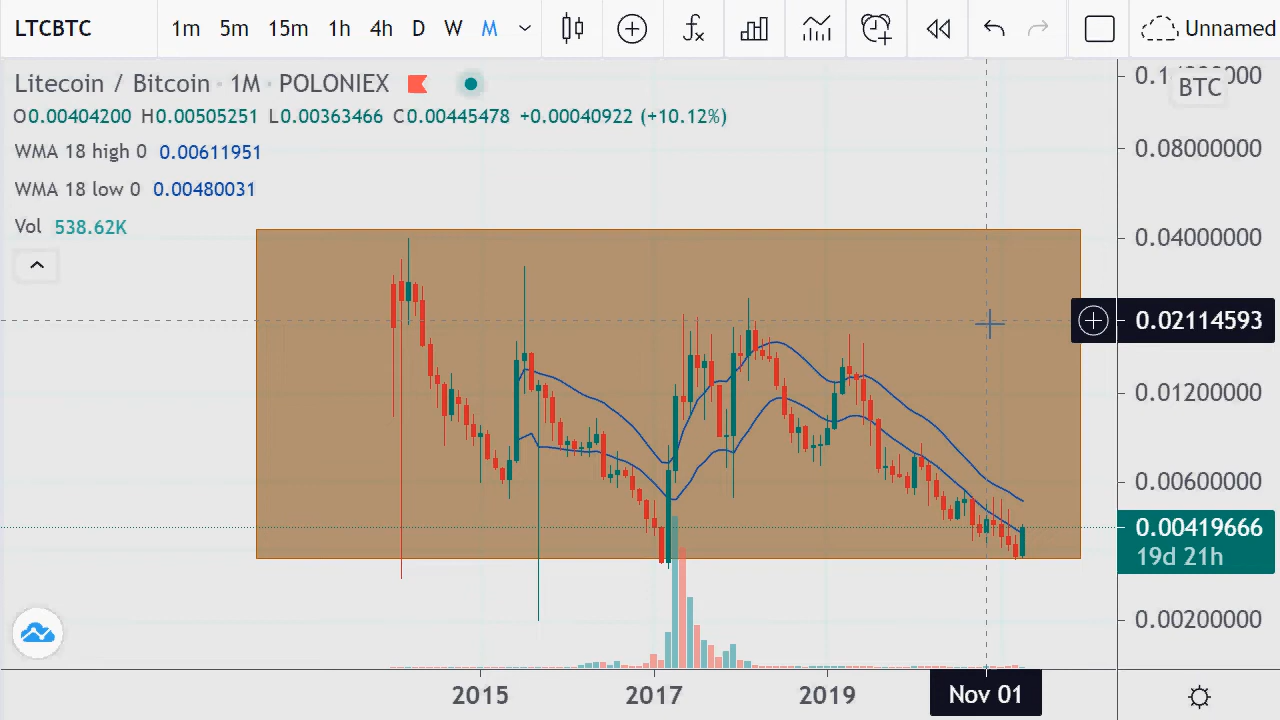 LTCBTC 1m 5m 15m 1h 4h D W M fx Unnamed
Litecoin / Bitcoin · 1M · POLONIEX
O0.00404200 H0.00505251 L0.00363466 C0.00445478 +0.00040922 (+10.12%)
WMA 18 high 0 0.00611951
WMA 18 low 0 0.00480031
Vol 538.62K
BTC
0.08000000
0.04000000
0.02114593
0.01200000
0.00600000
0.00419666
19d 21h
0.00200000
2015 2017 2019 Nov 01